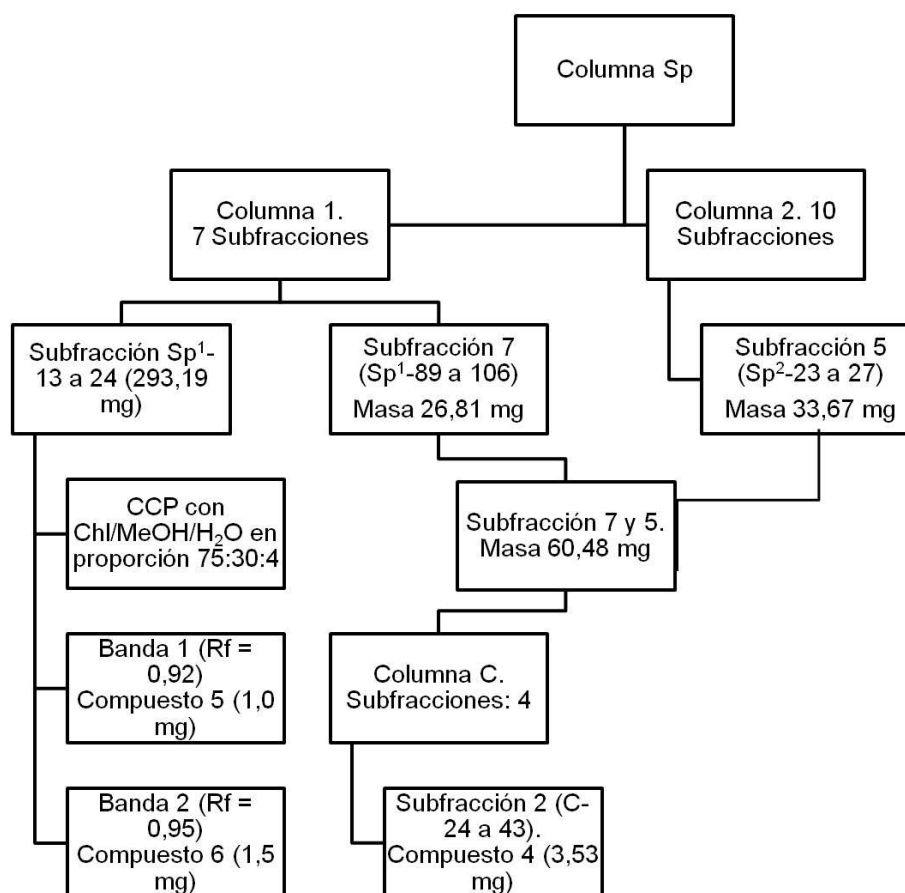 Columna Sp
Columna 1.
7 Subfracciones
Columna 2. 10
Subfracciones
Subfracción Sp¹-
13 a 24 (293,19
mg)
Subfracción 7
(Sp¹-89 a 106)
Masa 26,81 mg
Subfracción 5
(Sp²-23 a 27)
Masa 33,67 mg
CCP con
Chl/MeOH/H₂O en
proporción 75:30:4
Subfracción 7 y 5.
Masa 60,48 mg
Banda 1 (Rf =
0,92)
Compuesto 5 (1,0
mg)
Columna C.
Subfracciones: 4
Banda 2 (Rf =
0,95)
Compuesto 6 (1,5
mg)
Subfracción 2 (C-
24 a 43).
Compuesto 4 (3,53
mg)